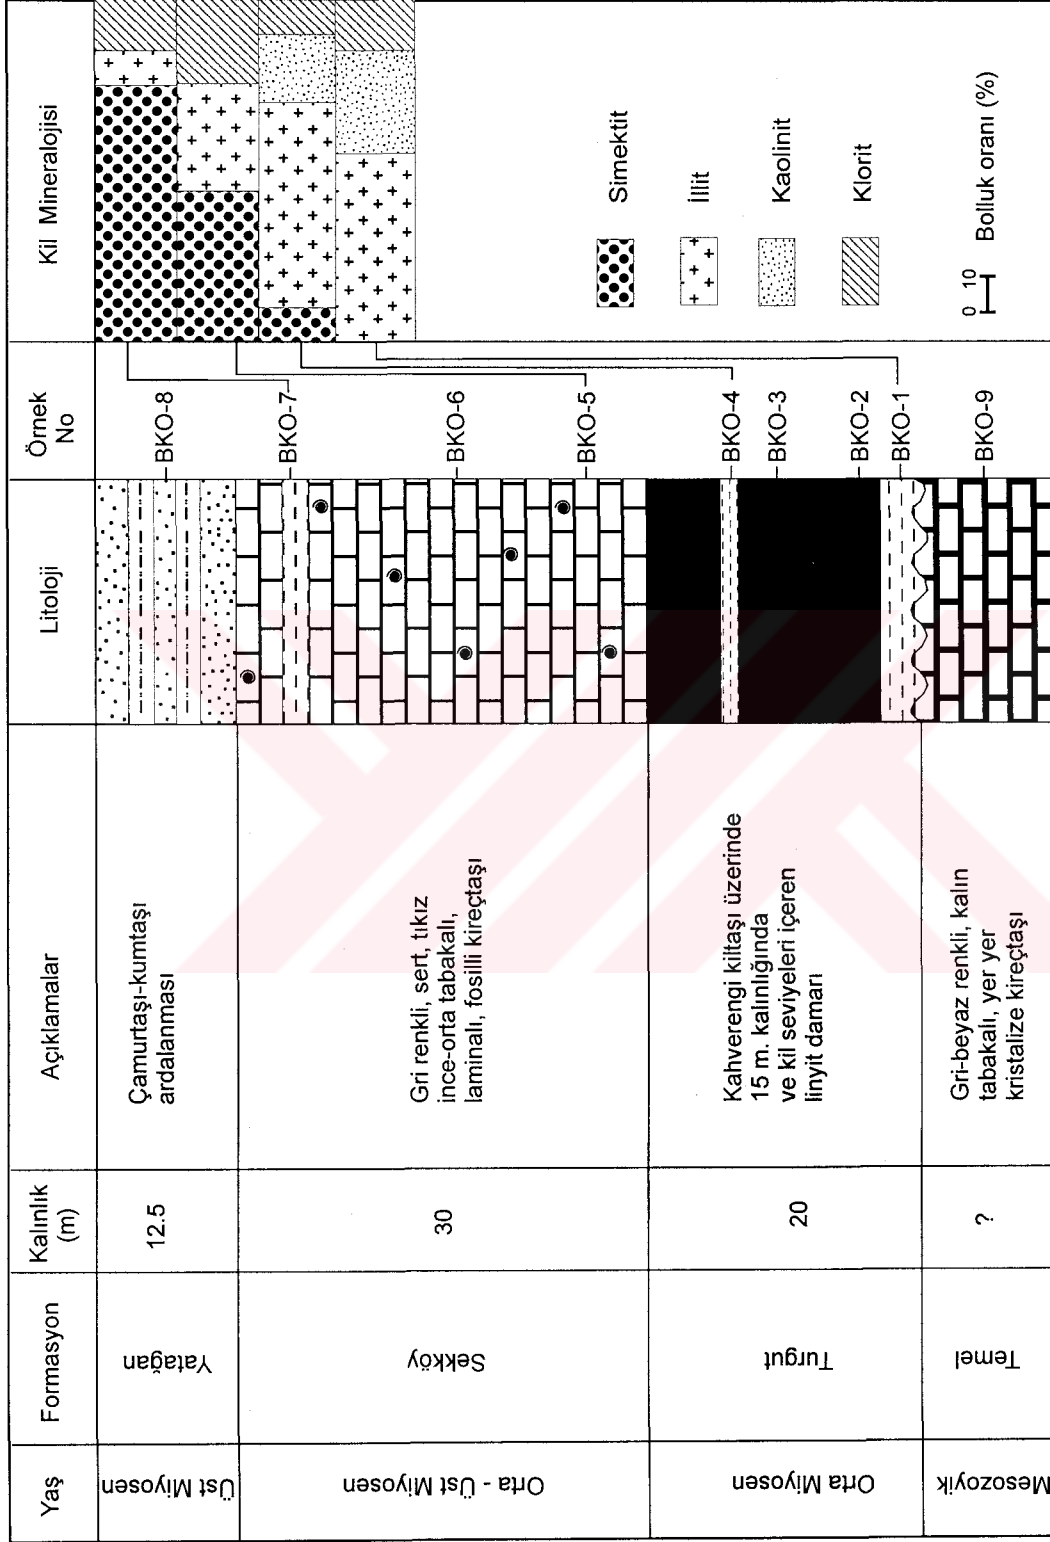 Yaş
Formasyon
Kalınlık
(m)
Açıklamalar
Litoloji
Örnek
No
Kil Mineralojisi
Üst Miyosen
Yatağan
12.5
Çamurtaşı-kumtaşı
ardalanması
BKO-8
Orta - Üst Miyosen
Sekköy
30
Gri renkli, sert, tıkız
ince-orta tabakalı,
laminalı, fosilli kireçtaşı
BKO-7
BKO-6
BKO-5
Orta Miyosen
Turgut
20
Kahverengi kiltaşı üzerinde
15 m. kalınlığında
ve kil seviyeleri içeren
linyit damarı
BKO-4
BKO-3
BKO-2
BKO-1
Mesozoyik
Temel
?
Gri-beyaz renkli, kalın
tabakalı, yer yer
kristalize kireçtaşı
BKO-9
Simektit
İllit
Kaolinit
Klorit
0 10 Bolluk oranı (%)